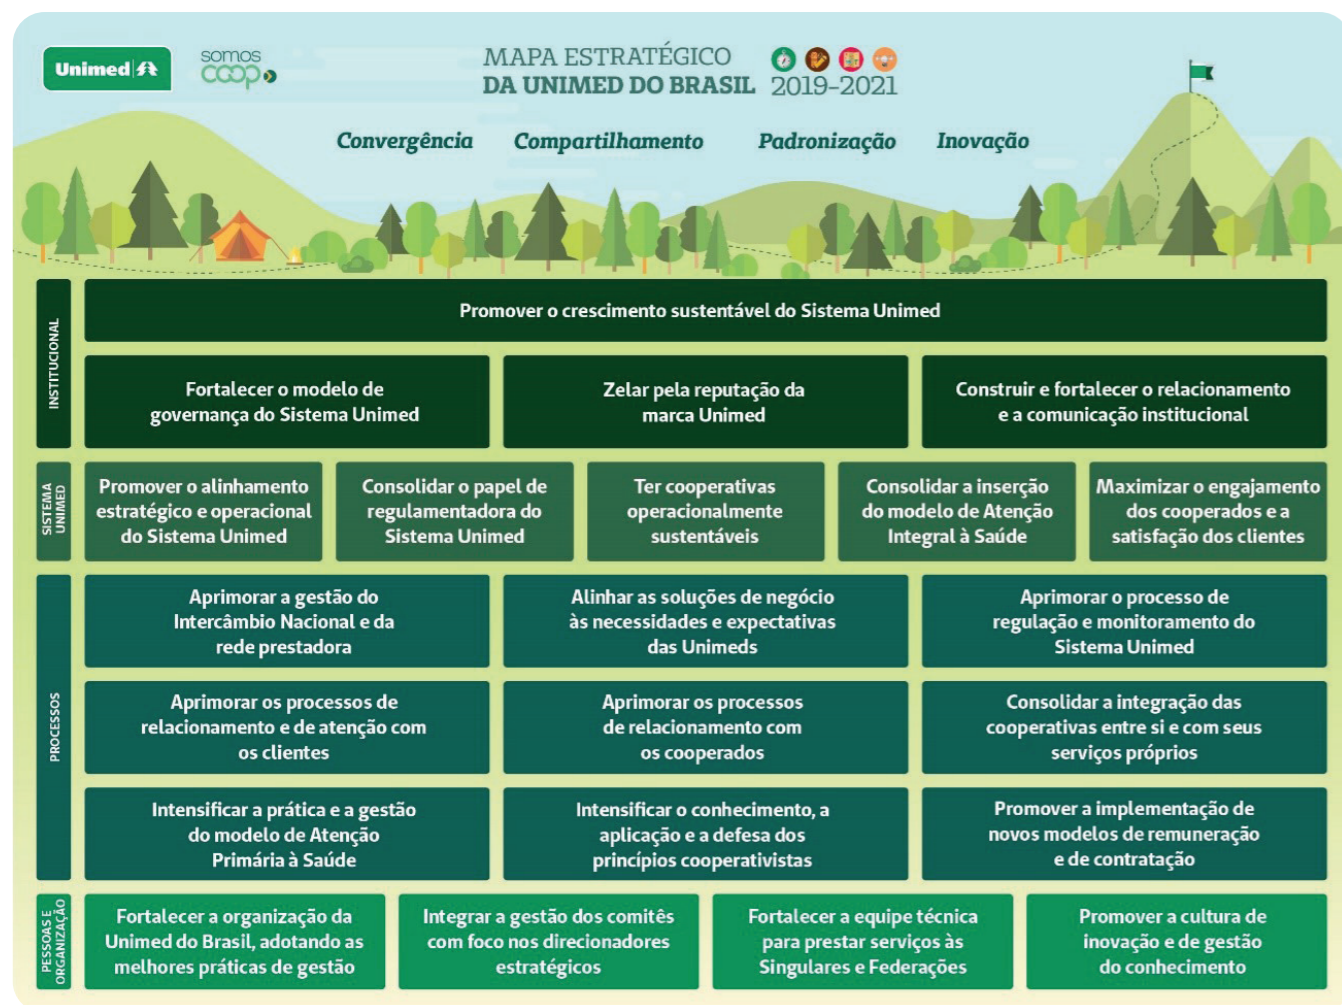 Unimed
somos
coop
MAPA ESTRATÉGICO
DA UNIMED DO BRASIL
2019-2021
Convergência
Compartilhamento
Padronização
Inovação
INSTITUCIONAL
Promover o crescimento sustentável do Sistema Unimed
Fortalecer o modelo de
governança do Sistema Unimed
Zelar pela reputação da
marca Unimed
Construir e fortalecer o relacionamento
e a comunicação institucional
SISTEMA
UNIMED
Promover o alinhamento
estratégico e operacional
do Sistema Unimed
Consolidar o papel de
regulamentadora do
Sistema Unimed
Ter cooperativas
operacionalmente
sustentáveis
Consolidar a inserção
do modelo de Atenção
Integral à Saúde
Maximizar o engajamento
dos cooperados e a
satisfação dos clientes
PROCESSOS
Aprimorar a gestão do
Intercâmbio Nacional e da
rede prestadora
Alinhar as soluções de negócio
às necessidades e expectativas
das Unimeds
Aprimorar o processo de
regulação e monitoramento do
Sistema Unimed
Aprimorar os processos de
relacionamento e de atenção com
os clientes
Aprimorar os processos
de relacionamento com
os cooperados
Consolidar a integração das
cooperativas entre si e com seus
serviços próprios
Intensificar a prática e a gestão
do modelo de Atenção
Primária à Saúde
Intensificar o conhecimento, a
aplicação e a defesa dos
princípios cooperativistas
Promover a implementação de
novos modelos de remuneração
e de contratação
PESSOAS E
ORGANIZAÇÃO
Fortalecer a organização da
Unimed do Brasil, adotando as
melhores práticas de gestão
Integrar a gestão dos comitês
com foco nos direcionadores
estratégicos
Fortalecer a equipe técnica
para prestar serviços às
Singulares e Federações
Promover a cultura de
inovação e de gestão
do conhecimento